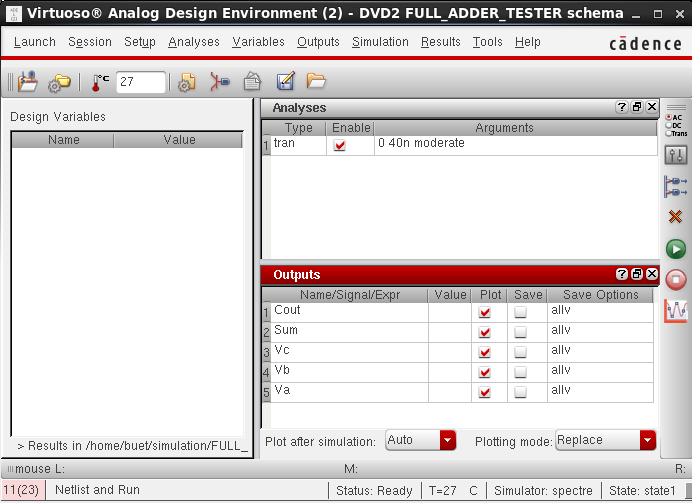 Virtuoso® Analog Design Environment (2) - DVD2 FULL_ADDER_TESTER schema
Launch Session Setup Analyses Variables Outputs Simulation Results Tools Help cādence
°C 27
Design Variables
Name Value
> Results in /home/buet/simulation/FULL_
Analyses
Type Enable Arguments
1 tran 0 40n moderate
Outputs
Name/Signal/Expr Value Plot Save Save Options
1 Cout allv
2 Sum allv
3 Vc allv
4 Vb allv
5 Va allv
Plot after simulation: Auto Plotting mode: Replace
AC
DC
Trans
mouse L: M: R:
11(23) Netlist and Run Status: Ready T=27 C Simulator: spectre State: state1